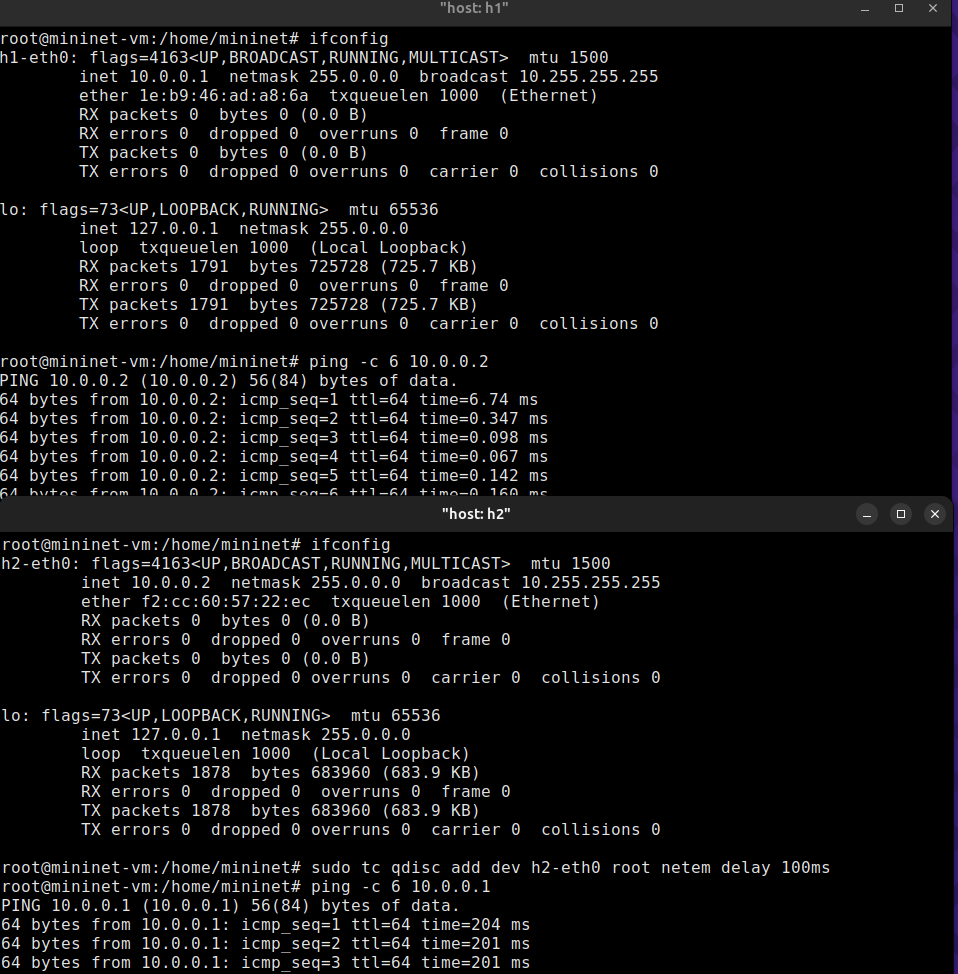 "host: h1"
root@mininet-vm:/home/mininet# ifconfig
h1-eth0: flags=4163<UP,BROADCAST,RUNNING,MULTICAST>  mtu 1500
        inet 10.0.0.1  netmask 255.0.0.0  broadcast 10.255.255.255
        ether 1e:b9:46:ad:a8:6a  txqueuelen 1000  (Ethernet)
        RX packets 0  bytes 0 (0.0 B)
        RX errors 0  dropped 0  overruns 0  frame 0
        TX packets 0  bytes 0 (0.0 B)
        TX errors 0  dropped 0 overruns 0  carrier 0  collisions 0

lo: flags=73<UP,LOOPBACK,RUNNING>  mtu 65536
        inet 127.0.0.1  netmask 255.0.0.0
        loop  txqueuelen 1000  (Local Loopback)
        RX packets 1791  bytes 725728 (725.7 KB)
        RX errors 0  dropped 0  overruns 0  frame 0
        TX packets 1791  bytes 725728 (725.7 KB)
        TX errors 0  dropped 0 overruns 0  carrier 0  collisions 0

root@mininet-vm:/home/mininet# ping -c 6 10.0.0.2
PING 10.0.0.2 (10.0.0.2) 56(84) bytes of data.
64 bytes from 10.0.0.2: icmp_seq=1 ttl=64 time=6.74 ms
64 bytes from 10.0.0.2: icmp_seq=2 ttl=64 time=0.347 ms
64 bytes from 10.0.0.2: icmp_seq=3 ttl=64 time=0.098 ms
64 bytes from 10.0.0.2: icmp_seq=4 ttl=64 time=0.067 ms
64 bytes from 10.0.0.2: icmp_seq=5 ttl=64 time=0.142 ms
64 bytes from 10.0.0.2: icmp_seq=6 ttl=64 time=0.160 ms
"host: h2"
root@mininet-vm:/home/mininet# ifconfig
h2-eth0: flags=4163<UP,BROADCAST,RUNNING,MULTICAST>  mtu 1500
        inet 10.0.0.2  netmask 255.0.0.0  broadcast 10.255.255.255
        ether f2:cc:60:57:22:ec  txqueuelen 1000  (Ethernet)
        RX packets 0  bytes 0 (0.0 B)
        RX errors 0  dropped 0  overruns 0  frame 0
        TX packets 0  bytes 0 (0.0 B)
        TX errors 0  dropped 0 overruns 0  carrier 0  collisions 0

lo: flags=73<UP,LOOPBACK,RUNNING>  mtu 65536
        inet 127.0.0.1  netmask 255.0.0.0
        loop  txqueuelen 1000  (Local Loopback)
        RX packets 1878  bytes 683960 (683.9 KB)
        RX errors 0  dropped 0  overruns 0  frame 0
        TX packets 1878  bytes 683960 (683.9 KB)
        TX errors 0  dropped 0 overruns 0  carrier 0  collisions 0

root@mininet-vm:/home/mininet# sudo tc qdisc add dev h2-eth0 root netem delay 100ms
root@mininet-vm:/home/mininet# ping -c 6 10.0.0.1
PING 10.0.0.1 (10.0.0.1) 56(84) bytes of data.
64 bytes from 10.0.0.1: icmp_seq=1 ttl=64 time=204 ms
64 bytes from 10.0.0.1: icmp_seq=2 ttl=64 time=201 ms
64 bytes from 10.0.0.1: icmp_seq=3 ttl=64 time=201 ms